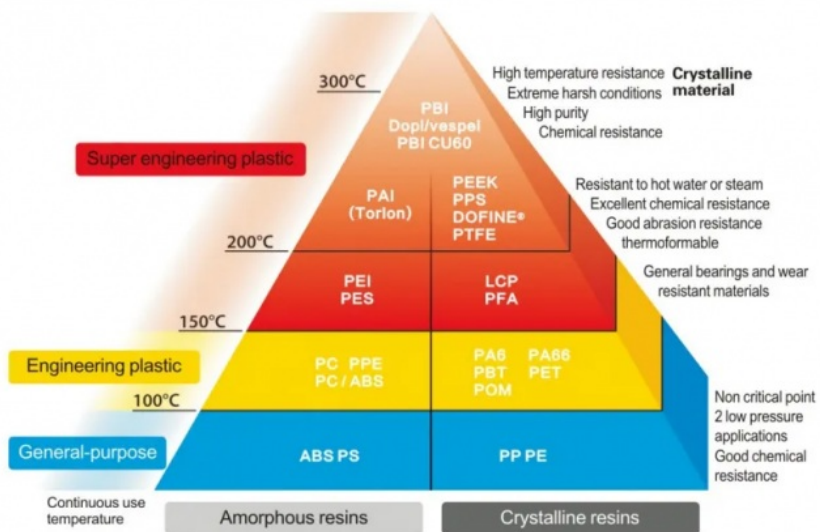 300°C
High temperature resistance
Extreme harsh conditions
High purity
Chemical resistance
Crystalline
material
PBI
Dopl/vespel
PBI CU60
Super engineering plastic
PAI
(Torlon)
PEEK
PPS
DOFINE®
PTFE
Resistant to hot water or steam
Excellent chemical resistance
Good abrasion resistance
thermoformable
200°C
PEI
PES
LCP
PFA
General bearings and wear
resistant materials
150°C
Engineering plastic
PC PPE
PC/ABS
PA6 PA66
PBT PET
POM
100°C
Non critical point
2 low pressure
applications
Good chemical
resistance
General-purpose
ABS PS
PP PE
Continuous use
temperature
Amorphous resins
Crystalline resins